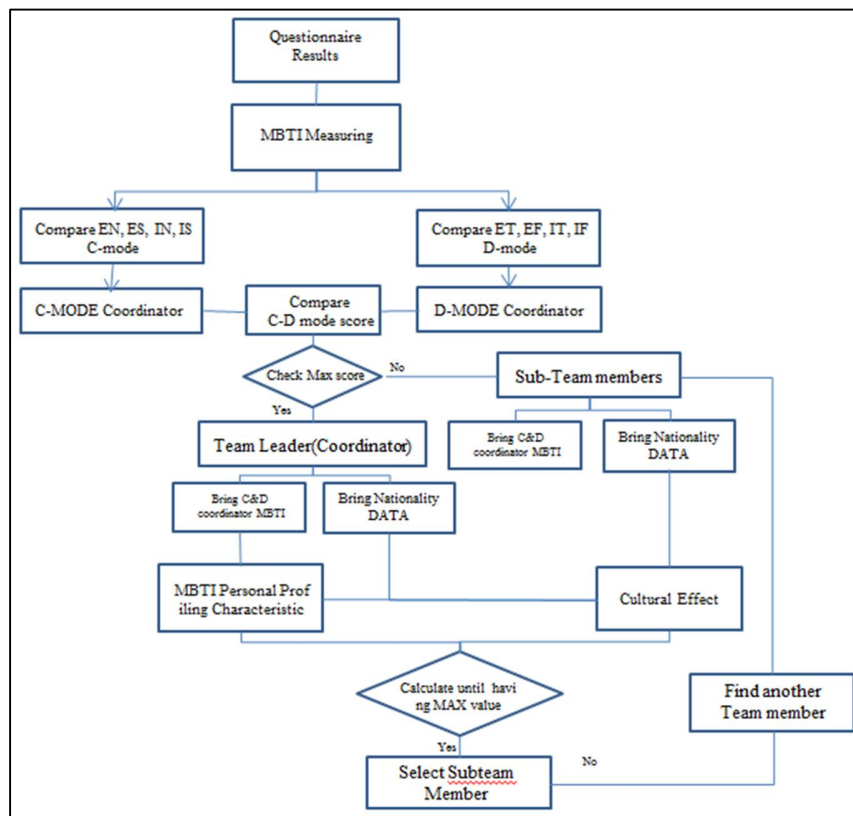 Questionnaire
Results
MBTI Measuring
Compare EN, ES, IN, IS
C-mode
Compare ET, EF, IT, IF
D-mode
C-MODE Coordinator
Compare
C-D mode score
D-MODE Coordinator
Check Max score
No
Sub-Team members
Yes
Team Leader(Coordinator)
Bring C&D
coordinator MBTI
Bring Nationality
DATA
Bring C&D
coordinator MBTI
Bring Nationality
DATA
MBTI Personal Prof
iling Characteristic
Cultural Effect
Calculate until havi
ng MAX value
Find another
Team member
Yes
No
Select Subteam
Member